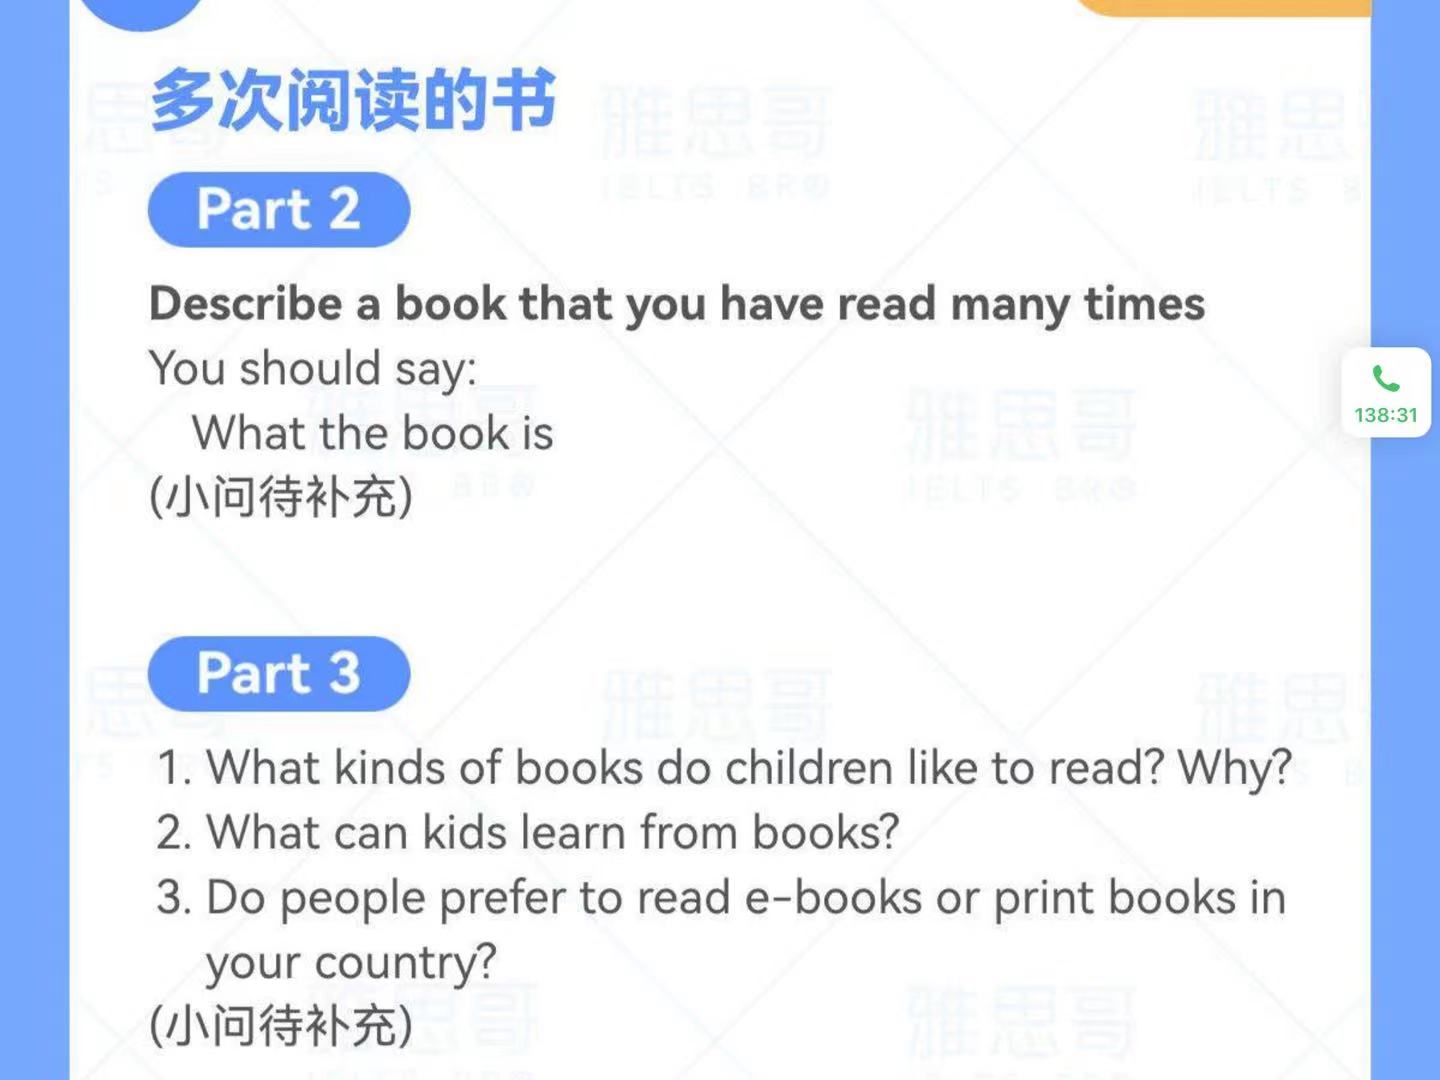 多次阅读的书
Part 2
Describe a book that you have read many times
You should say:
What the book is
(小问待补充)
138:31
Part 3
1. What kinds of books do children like to read? Why?
2. What can kids learn from books?
3. Do people prefer to read e-books or print books in
your country?
(小问待补充)
雅思哥
IELTS BRO